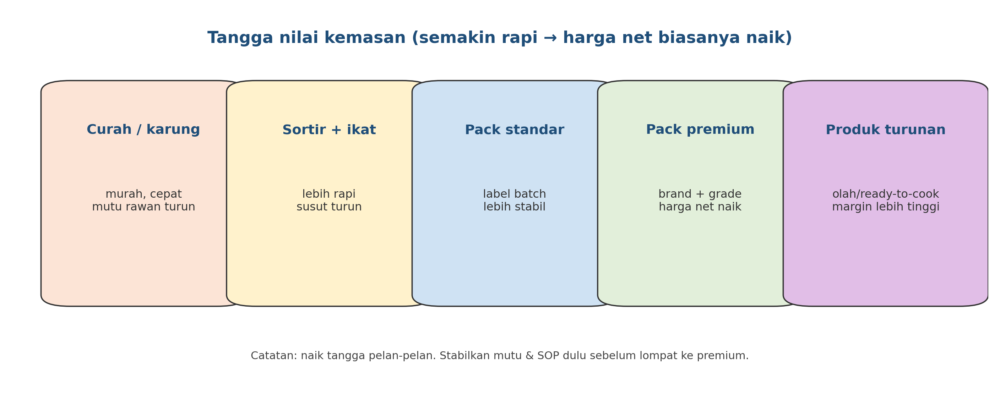 Tangga nilai kemasan (semakin rapi → harga net biasanya naik)
Curah / karung
murah, cepat
mutu rawan turun
Sortir + ikat
lebih rapi
susut turun
Pack standar
label batch
lebih stabil
Pack premium
brand + grade
harga net naik
Produk turunan
olah/ready-to-cook
margin lebih tinggi
Catatan: naik tangga pelan-pelan. Stabilkan mutu & SOP dulu sebelum lompat ke premium.